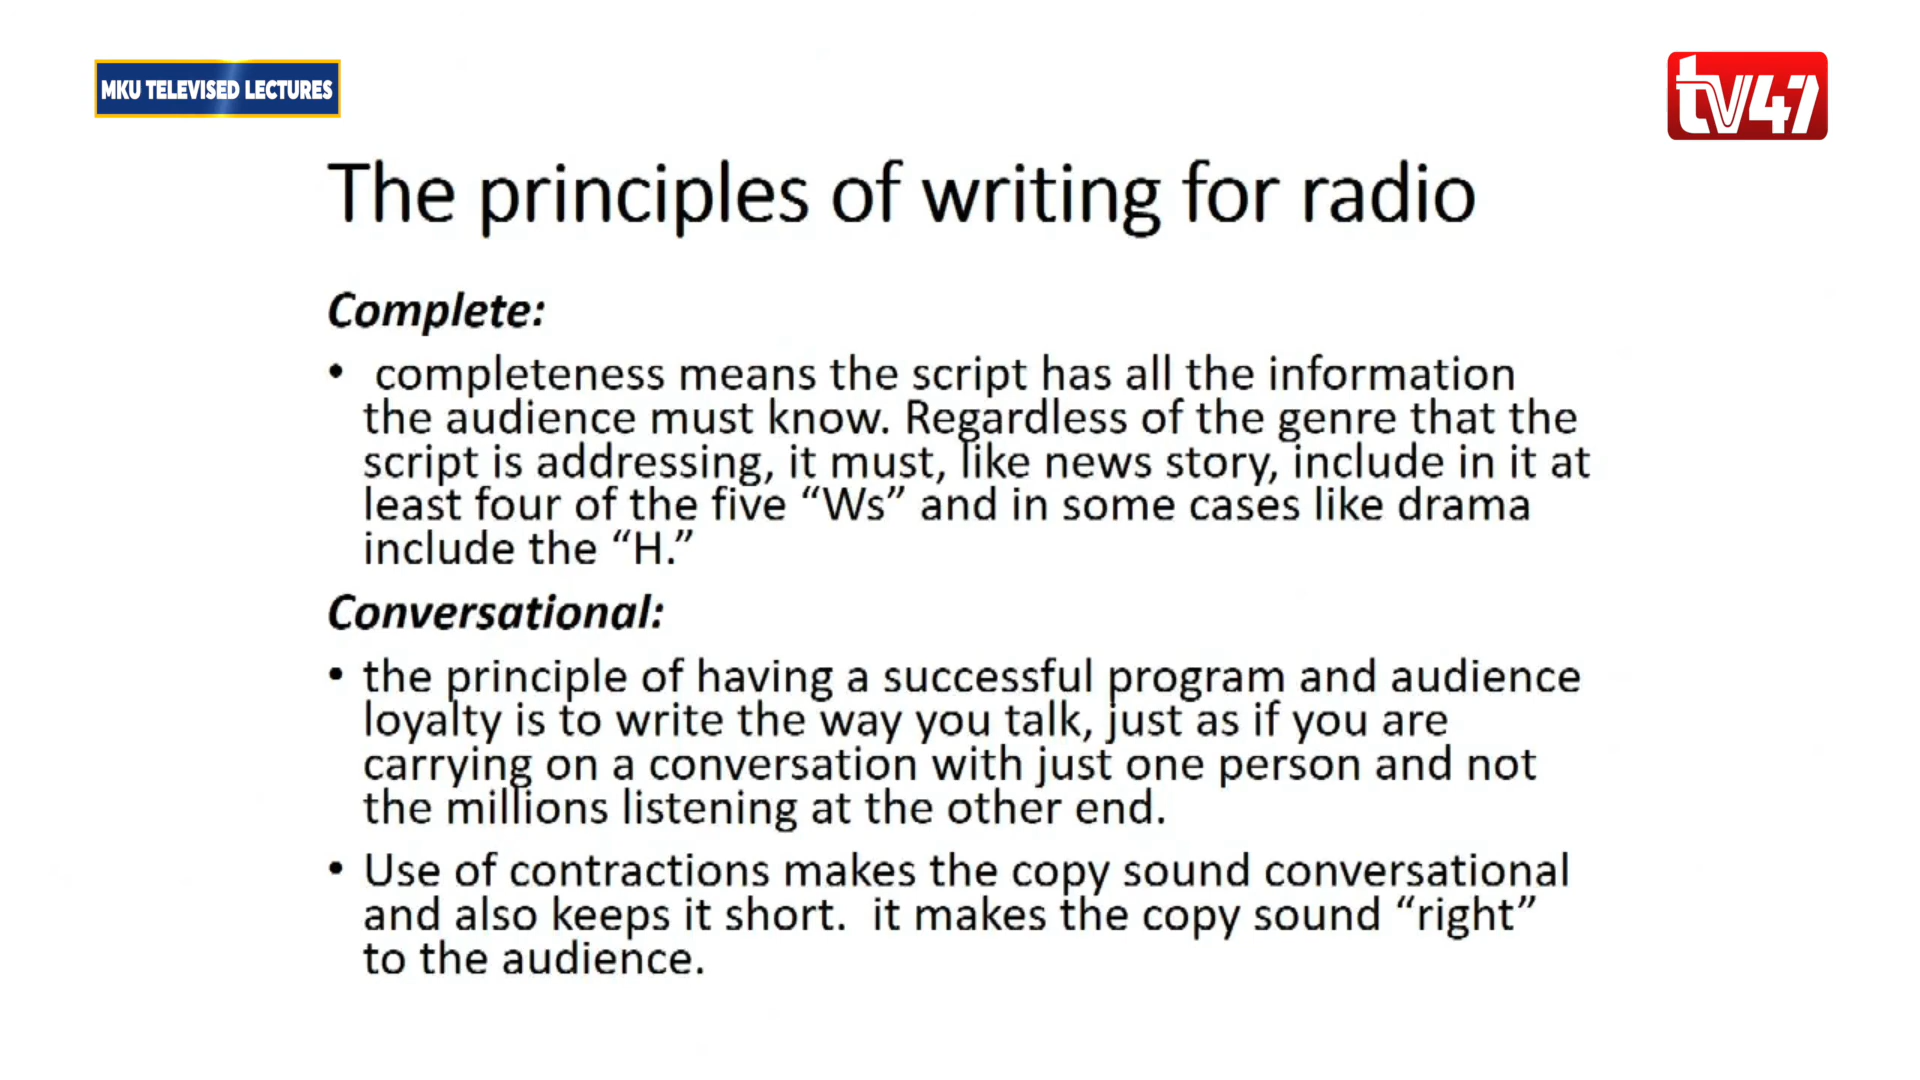 MKU TELEVISED LECTURES
tv47
The principles of writing for radio
Complete:
• completeness means the script has all the information
the audience must know. Regardless of the genre that the
script is addressing, it must, like news story, include in it at
least four of the five “Ws” and in some cases like drama
include the “H.”
Conversational:
• the principle of having a successful program and audience
loyalty is to write the way you talk, just as if you are
carrying on a conversation with just one person and not
the millions listening at the other end.
• Use of contractions makes the copy sound conversational
and also keeps it short.  it makes the copy sound “right”
to the audience.